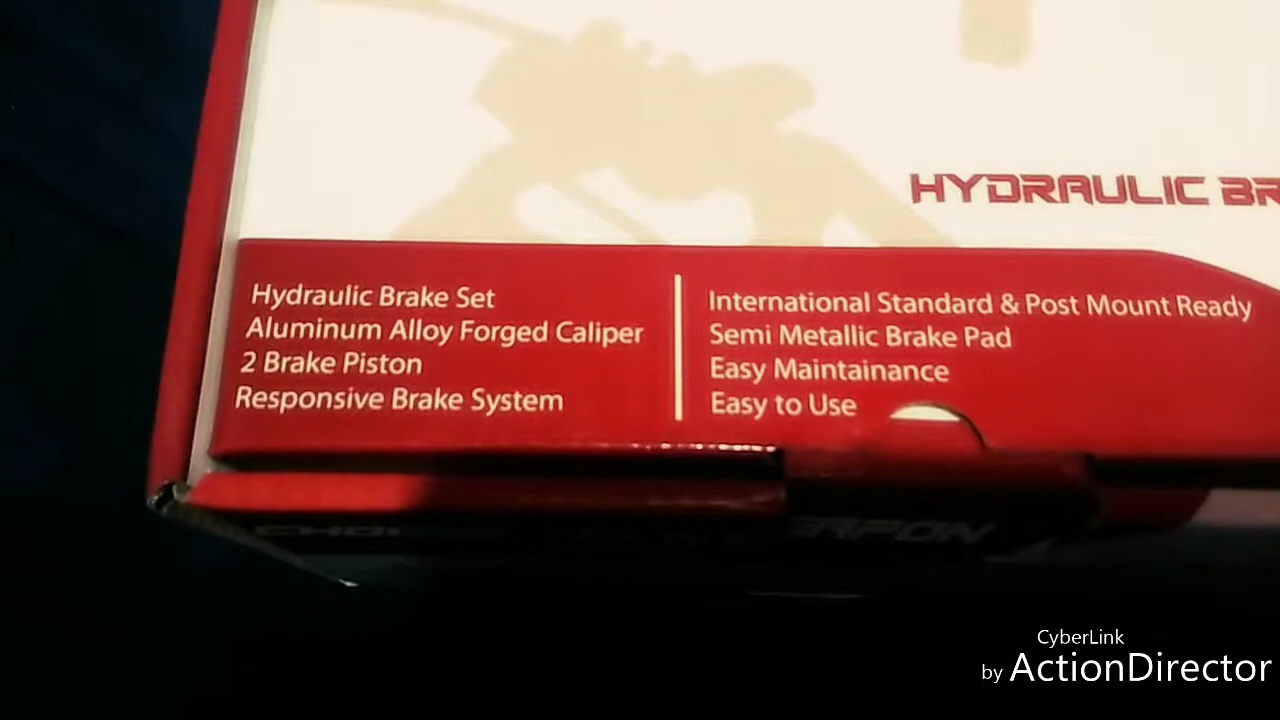 HYDRAULIC BR
Hydraulic Brake Set
Aluminum Alloy Forged Caliper
2 Brake Piston
Responsive Brake System
International Standard & Post Mount Ready
Semi Metallic Brake Pad
Easy Maintainance
Easy to Use
CyberLink
by ActionDirector